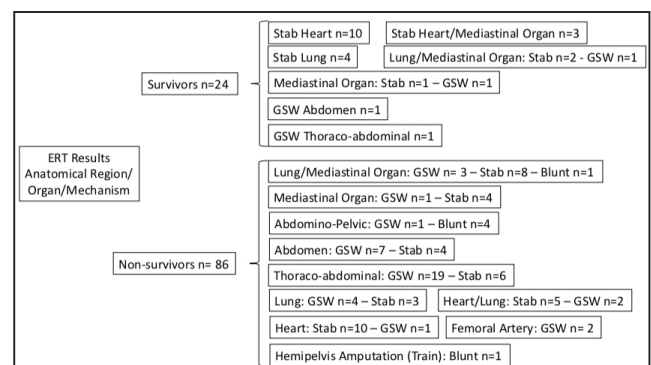 Stab Heart n=10
Stab Heart/Mediastinal Organ n=3
Stab Lung n=4
Lung/Mediastinal Organ: Stab n=2 - GSW n=1
Survivors n=24
Mediastinal Organ: Stab n=1 – GSW n=1
GSW Abdomen n=1
GSW Thoraco-abdominal n=1
ERT Results
Anatomical Region/
Organ/Mechanism
Lung/Mediastinal Organ: GSW n= 3 – Stab n=8 – Blunt n=1
Mediastinal Organ: GSW n=1 – Stab n=4
Abdomino-Pelvic: GSW n=1 – Blunt n=4
Abdomen: GSW n=7 – Stab n=4
Non-survivors n= 86
Thoraco-abdominal: GSW n=19 – Stab n=6
Lung: GSW n=4 – Stab n=3
Heart/Lung: Stab n=5 – GSW n=2
Heart: Stab n=10 – GSW n=1
Femoral Artery: GSW n= 2
Hemipelvis Amputation (Train): Blunt n=1